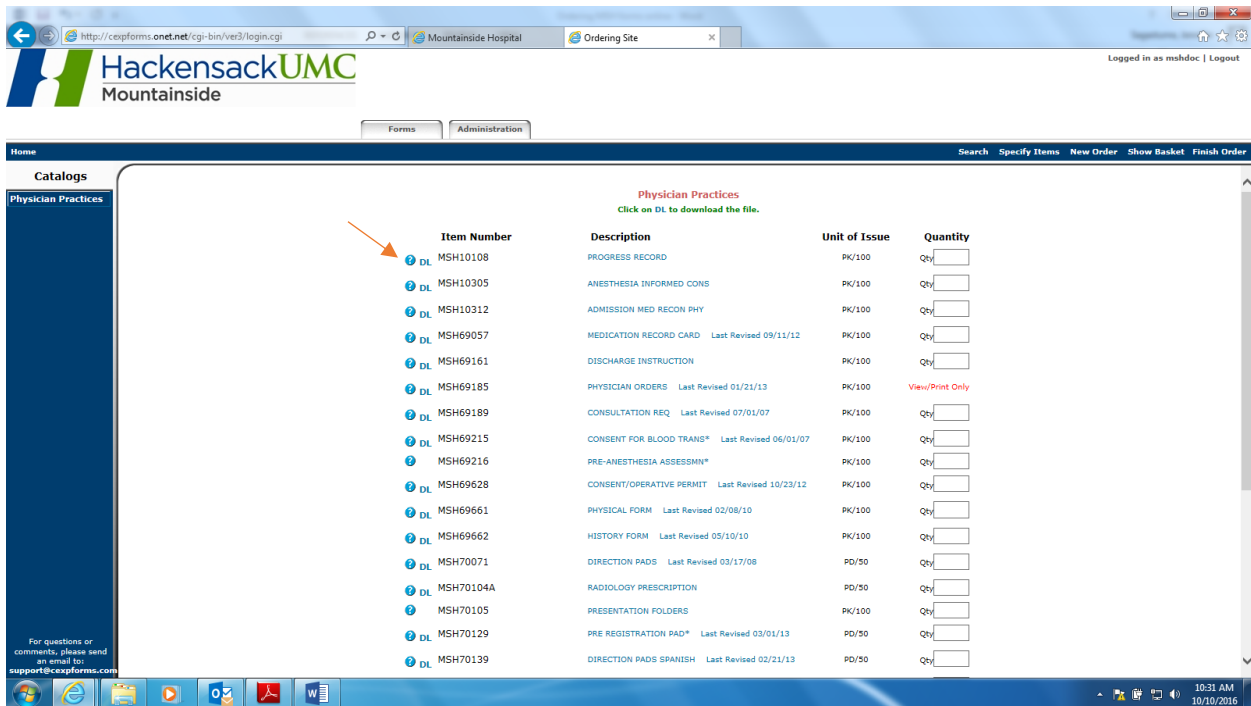 http://cexpforms.onet.net/cgi-bin/ver3/login.cgi
Mountainside Hospital
Ordering Site
HackensackUMC
Mountainside
Logged in as mshdoc | Logout
Forms Administration
Home Search Specify Items New Order Show Basket Finish Order
Catalogs
Physician Practices
Physician Practices
Click on DL to download the file.
Item Number Description Unit of Issue Quantity
? DL MSH10108 PROGRESS RECORD PK/100 Qty
? DL MSH10305 ANESTHESIA INFORMED CONS PK/100 Qty
? DL MSH10312 ADMISSION MED RECON PHY PK/100 Qty
? DL MSH69057 MEDICATION RECORD CARD Last Revised 09/11/12 PK/100 Qty
? DL MSH69161 DISCHARGE INSTRUCTION PK/100 Qty
? DL MSH69185 PHYSICIAN ORDERS Last Revised 01/21/13 PK/100 View/Print Only
? DL MSH69189 CONSULTATION REQ Last Revised 07/01/07 PK/100 Qty
? DL MSH69215 CONSENT FOR BLOOD TRANS* Last Revised 06/01/07 PK/100 Qty
? MSH69216 PRE-ANESTHESIA ASSESSMN* PK/100 Qty
? DL MSH69628 CONSENT/OPERATIVE PERMIT Last Revised 10/23/12 PK/100 Qty
? DL MSH69661 PHYSICAL FORM Last Revised 02/08/10 PK/100 Qty
? DL MSH69662 HISTORY FORM Last Revised 05/10/10 PK/100 Qty
? DL MSH70071 DIRECTION PADS Last Revised 03/17/08 PD/50 Qty
? DL MSH70104A RADIOLOGY PRESCRIPTION PD/50 Qty
? MSH70105 PRESENTATION FOLDERS PK/100 Qty
? DL MSH70129 PRE REGISTRATION PAD* Last Revised 03/01/13 PD/50 Qty
? DL MSH70139 DIRECTION PADS SPANISH Last Revised 02/21/13 PD/50 Qty
For questions or
comments, please send
an email to:
support@cexpforms.com
10:31 AM
10/10/2016